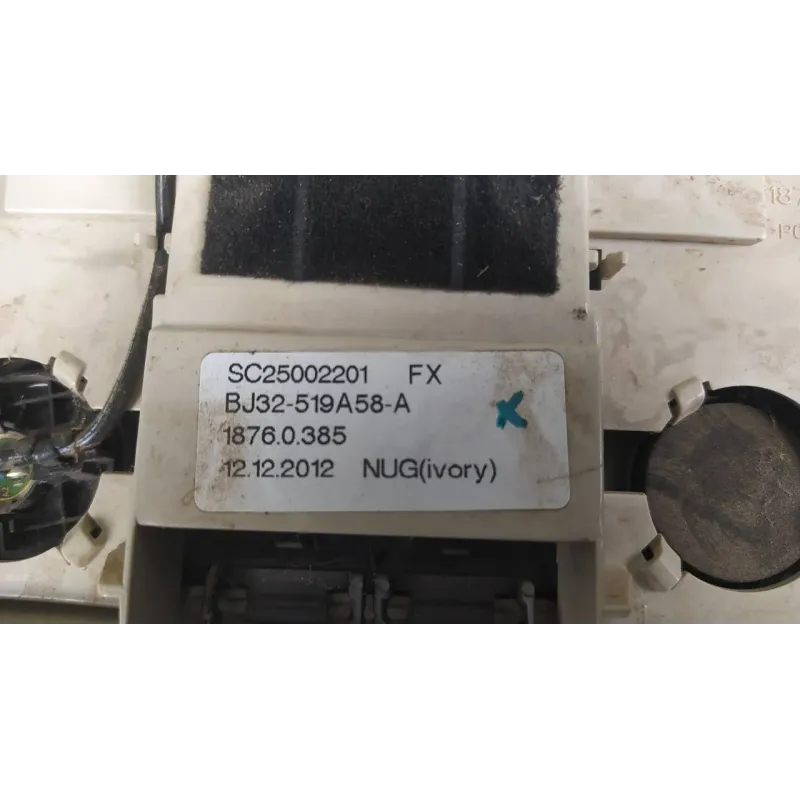 SC25002201 FX
BJ32-519A58-A
1876.0.385
12.12.2012 NUG(ivory)